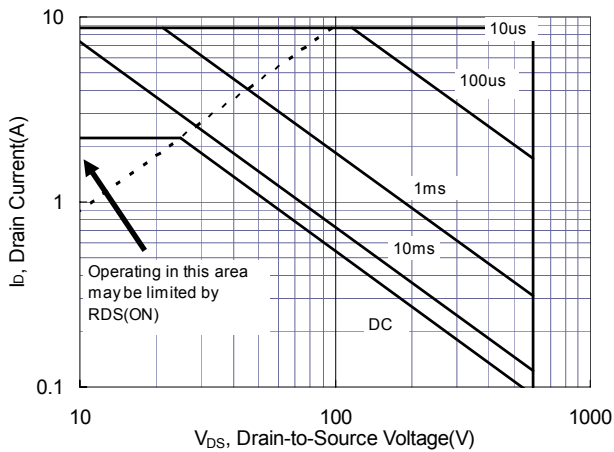 10
1
0.1
10
100
1000
ID, Drain Current(A)
VDS, Drain-to-Source Voltage(V)
10us
100us
1ms
10ms
DC
Operating in this area
may be limited by
RDS(ON)